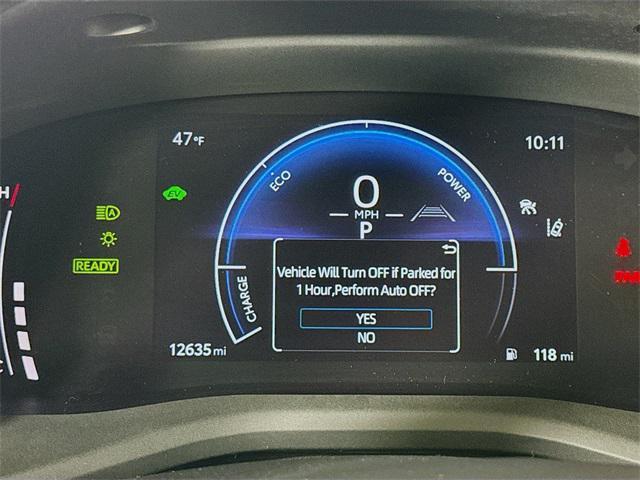 47°F
10:11
H
EV
ECO
POWER
0
MPH
P
A
READY
CHARGE
Vehicle Will Turn OFF if Parked for
1 Hour,Perform Auto OFF?
YES
NO
12635 mi
118 mi
C